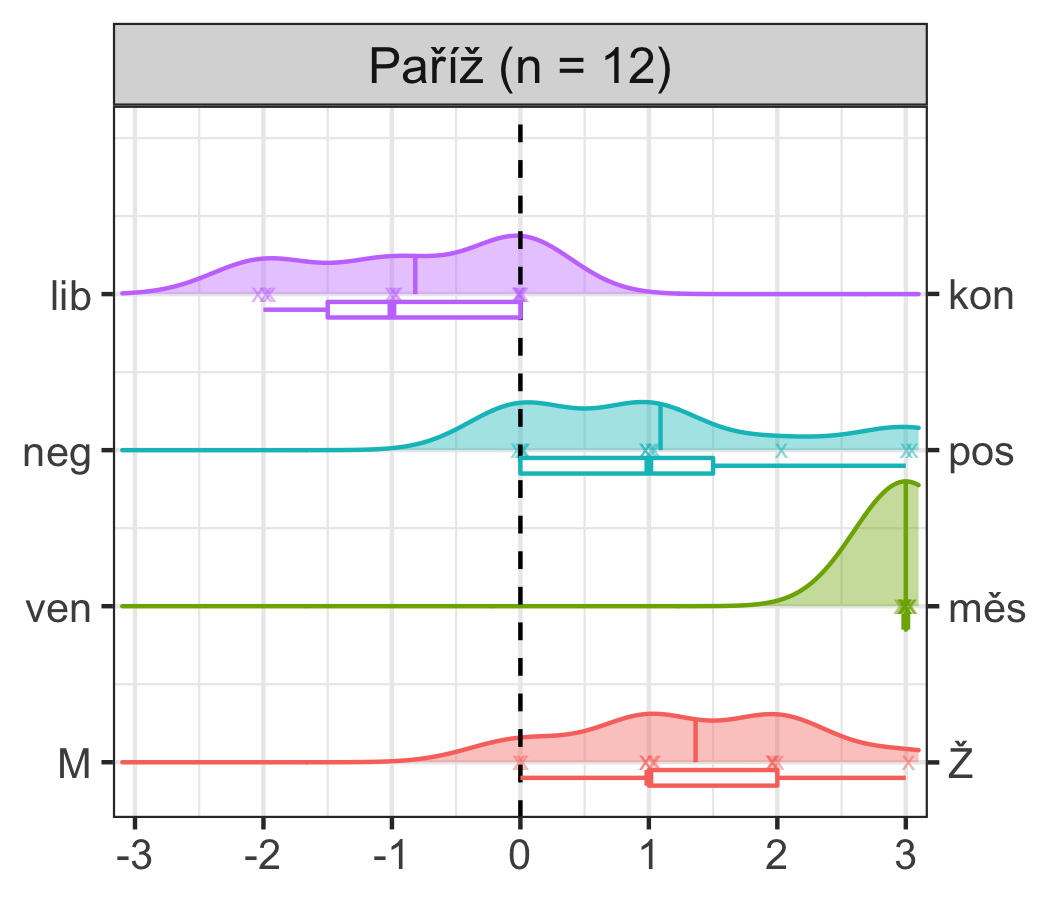 Paříž (n = 12)
lib kon
neg pos
ven měs
M Ž
-3 -2 -1 0 1 2 3